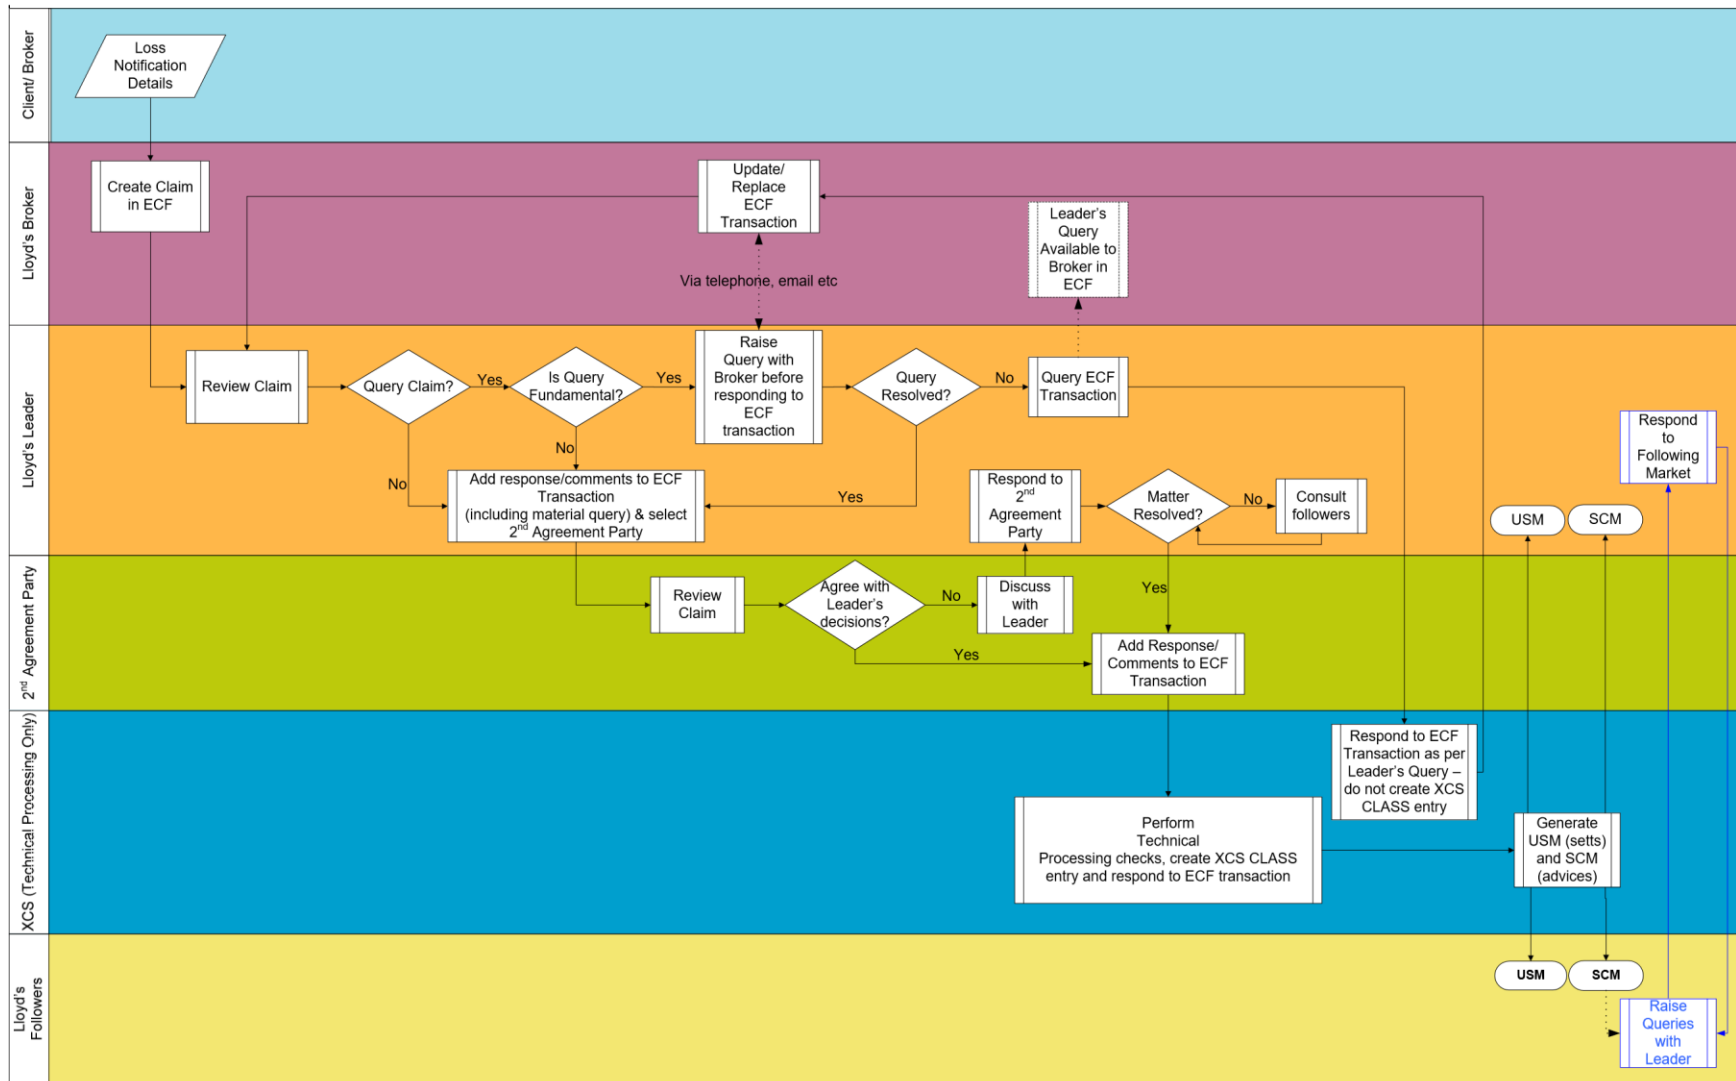 Client/ Broker
Loss
Notification
Details
Lloyd's Broker
Create Claim
in ECF
Update/
Replace
ECF
Transaction
Via telephone, email etc
Leader's
Query
Available to
Broker in
ECF
Lloyd's Leader
Review Claim
Query Claim?
Yes
Is Query
Fundamental?
Yes
Raise
Query with
Broker before
responding to
ECF
transaction
Query
Resolved?
No
Query ECF
Transaction
No
No
Yes
Add response/comments to ECF
Transaction
(including material query) & select
2nd Agreement Party
Respond to
2nd
Agreement
Party
Matter
Resolved?
No
Consult
followers
Respond
to
Following
Market
USM
SCM
2nd Agreement Party
Review
Claim
Agree with
Leader's
decisions?
No
Discuss
with
Leader
Yes
Yes
Add Response/
Comments to ECF
Transaction
XCS (Technical Processing Only)
Perform
Technical
Processing checks, create XCS CLASS
entry and respond to ECF transaction
Respond to ECF
Transaction as per
Leader's Query –
do not create XCS
CLASS entry
Generate
USM (setts)
and SCM
(advices)
Lloyd's
Followers
USM
SCM
Raise
Queries
with
Leader